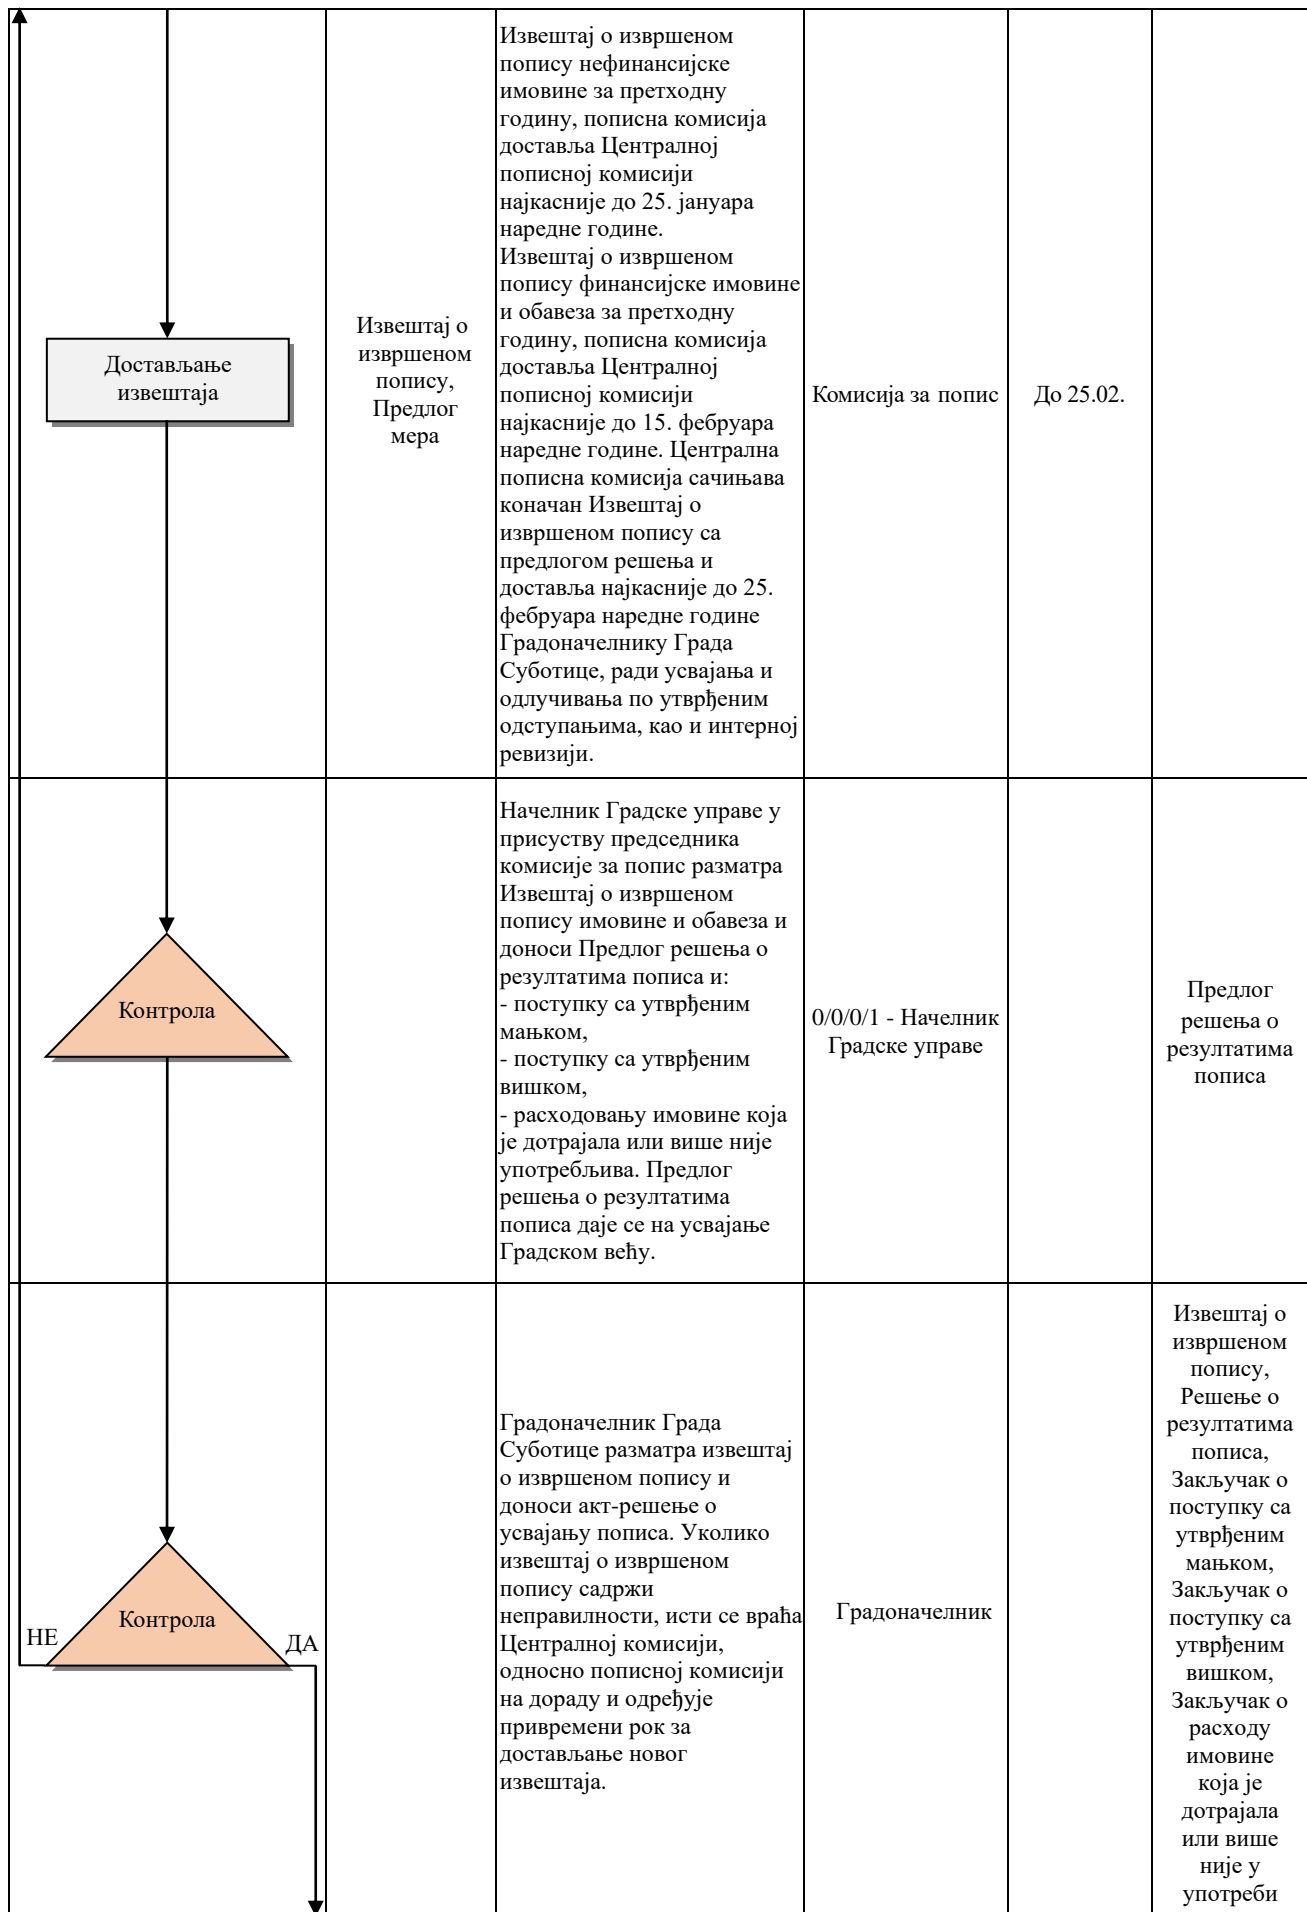 Достављање
извештаја
Извештај о
извршеном
попису,
Предлог
мера
Извештај о извршеном
попису нефинансијске
имовине за претходну
годину, пописна комисија
доставља Централној
пописној комисији
најкасније до 25. јануара
наредне године.
Извештај о извршеном
попису финансијске имовине
и обавеза за претходну
годину, пописна комисија
доставља Централној
пописној комисији
најкасније до 15. фебруара
наредне године. Централна
пописна комисија сачињава
коначан Извештај о
извршеном попису са
предлогом решења и
доставља најкасније до 25.
фебруара наредне године
Градоначелнику Града
Суботице, ради усвајања и
одлучивања по утврђеним
одступањима, као и интерној
ревизији.
Комисија за попис
До 25.02.
Контрола
Начелник Градске управе у
присуству председника
комисије за попис разматра
Извештај о извршеном
попису имовине и обавеза и
доноси Предлог решења о
резултатима пописа и:
- поступку са утврђеним
мањком,
- поступку са утврђеним
вишком,
- расходовању имовине која
је дотрајала или више није
употребљива. Предлог
решења о резултатима
пописа даје се на усвајање
Градском већу.
0/0/0/1 - Начелник
Градске управе
Предлог
решења о
резултатима
пописа
Контрола
НЕ
ДА
Градоначелник Града
Суботице разматра извештај
о извршеном попису и
доноси акт-решење о
усвајању пописа. Уколико
извештај о извршеном
попису садржи
неправилности, исти се враћа
Централној комисији,
односно пописној комисији
на дораду и одређује
привремени рок за
достављање новог
извештаја.
Градоначелник
Извештај о
извршеном
попису,
Решење о
резултатима
пописа,
Закључак о
поступку са
утврђеним
мањком,
Закључак о
поступку са
утврђеним
вишком,
Закључак о
расходу
имовине
која је
дотрајала
или више
није у
употреби